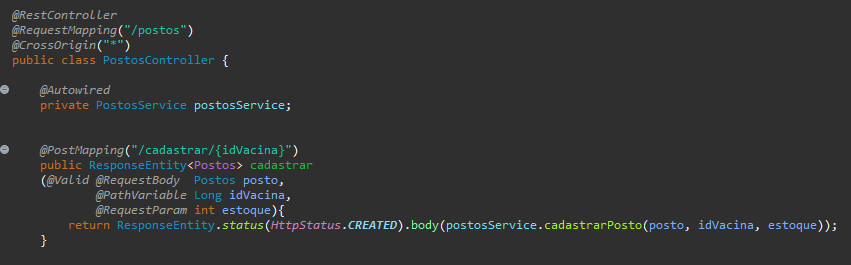 @RestController
@RequestMapping("/postos")
@CrossOrigin("*")
public class PostosController {
@Autowired
private PostosService postosService;
@PostMapping("/cadastrar/{idVacina}")
public ResponseEntity<Postos> cadastrar
(@Valid @RequestBody  Postos posto,
@PathVariable Long idVacina,
@RequestParam int estoque){
return ResponseEntity.status(HttpStatus.CREATED).body(postosService.cadastrarPosto(posto, idVacina, estoque));
}